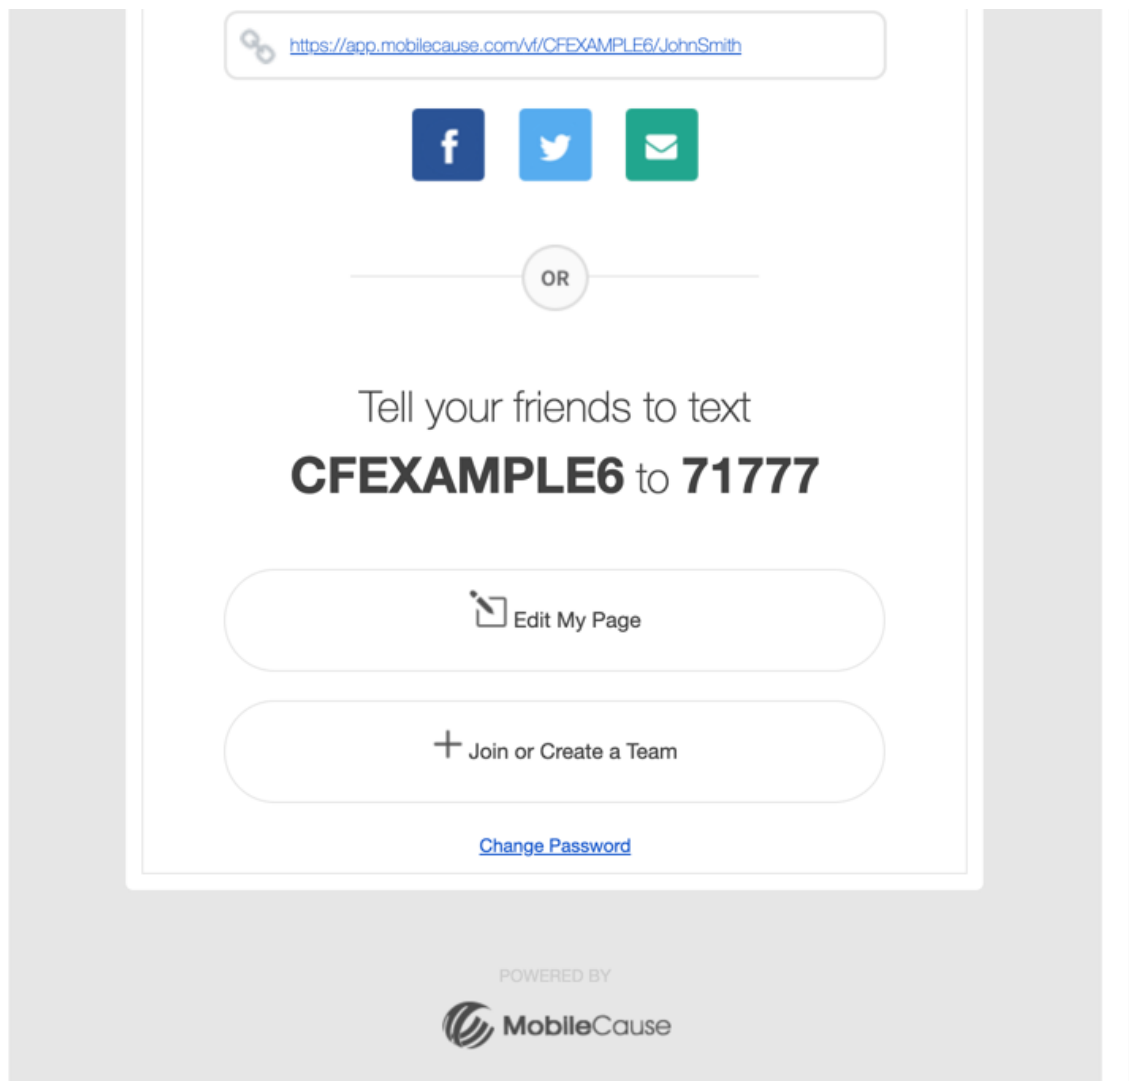 https://app.mobilecause.com/vf/CFEXAMPLE6/JohnSmith
OR
Tell your friends to text
CFEXAMPLE6 to 71777
Edit My Page
Join or Create a Team
Change Password
POWERED BY
MobileCause